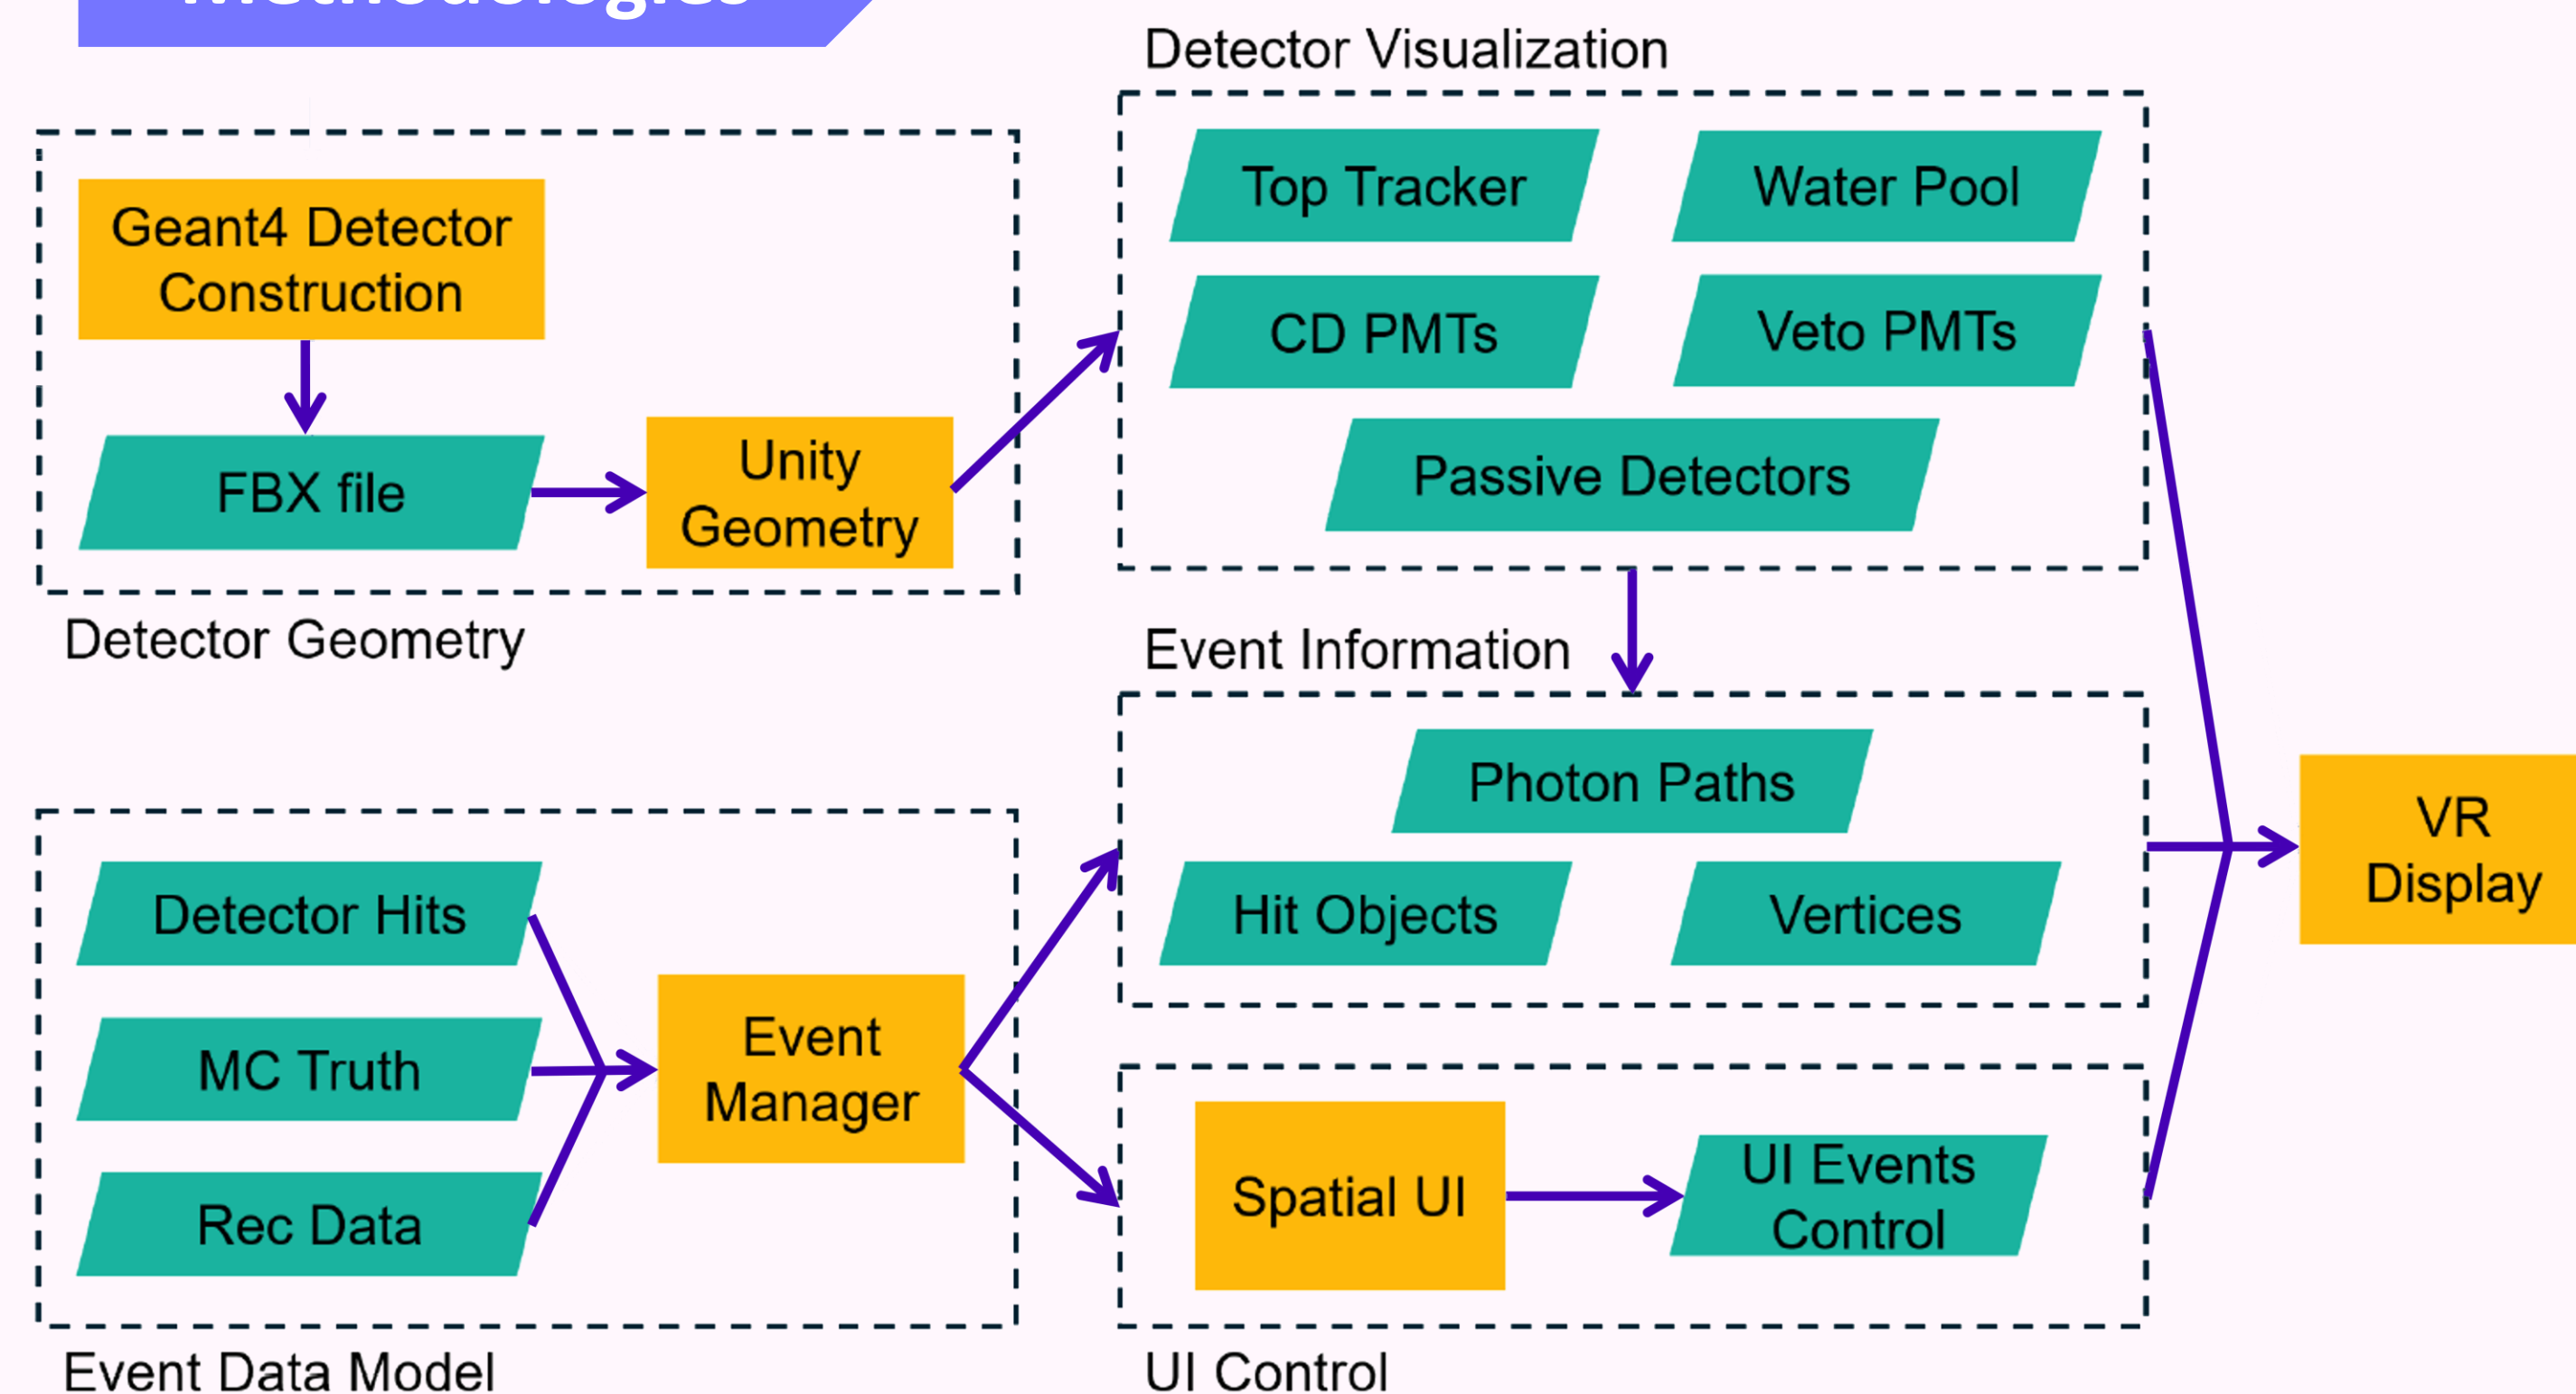 Methodologies
Detector Visualization
Top Tracker
Water Pool
CD PMTs
Veto PMTs
Passive Detectors
Geant4 Detector
Construction
FBX file
Unity
Geometry
Detector Geometry
Event Information
Photon Paths
Hit Objects
Vertices
VR
Display
Detector Hits
MC Truth
Rec Data
Event
Manager
Event Data Model
Spatial UI
UI Events
Control
UI Control